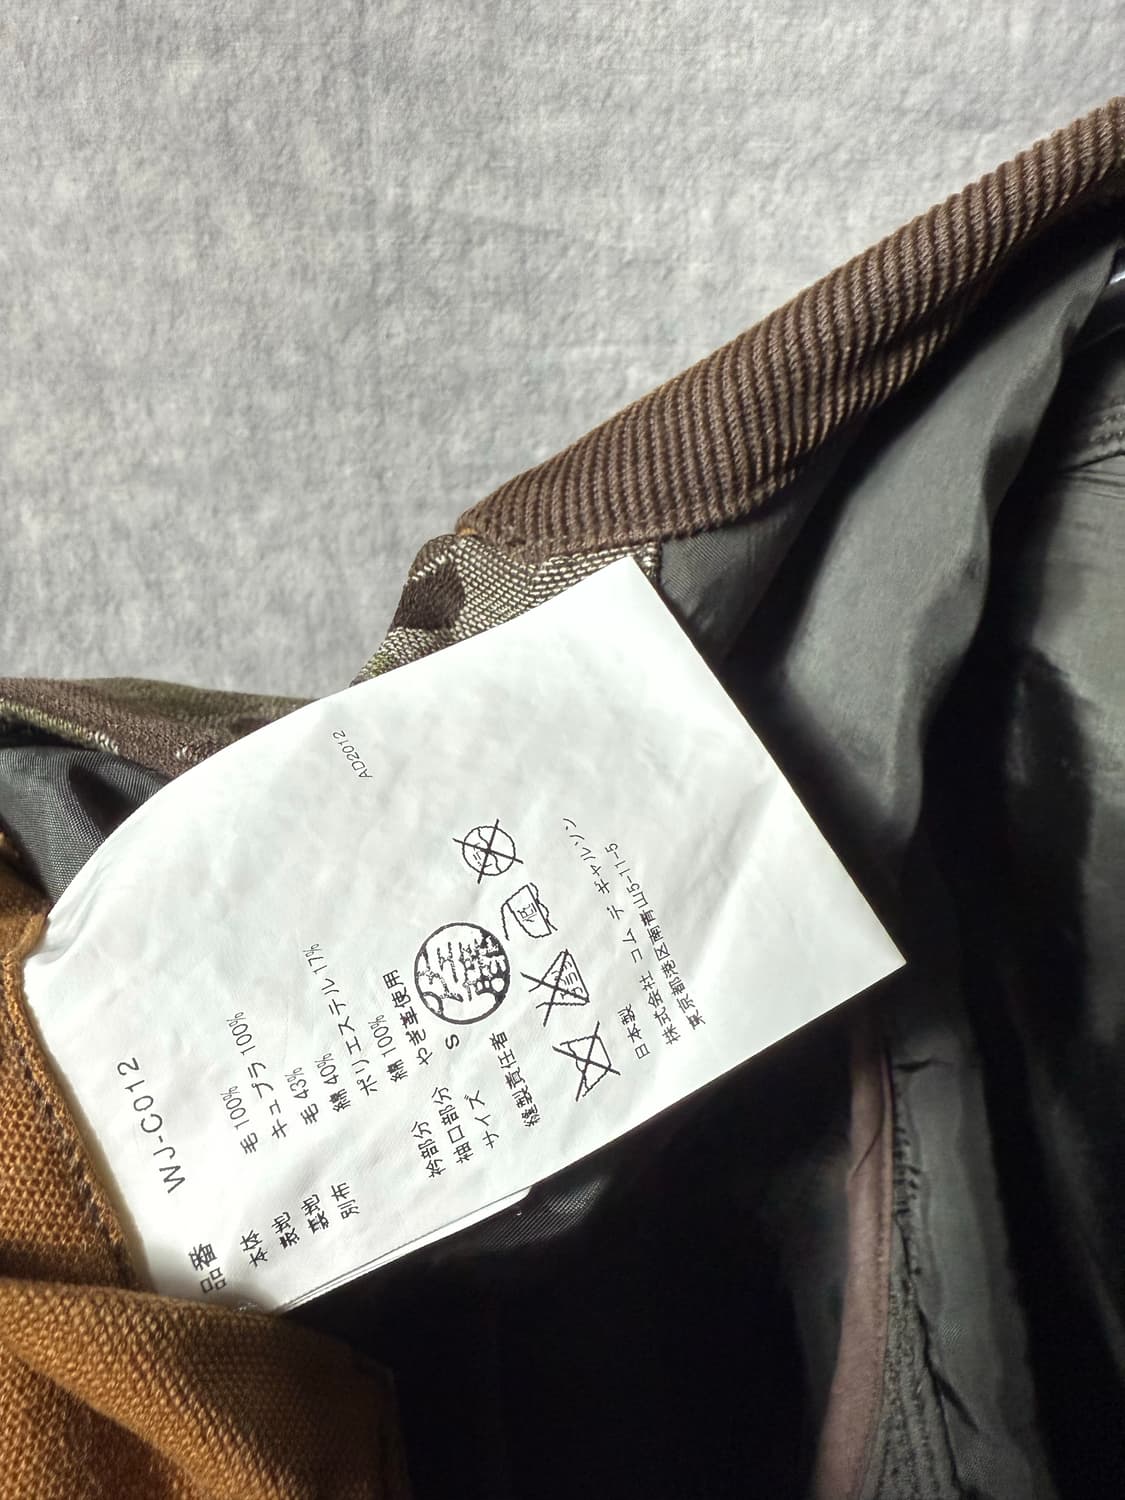 品番 WJ-C012
本体
表地 毛 100%
裏地 キュプラ 100%
別布 毛 43%
綿 40%
ポリエステル 17%
衿部分 綿 100%
袖口部分 やぎ革使用
サイズ S
縫製責任者
低
日本製
株式会社 コム デ ギャルソン
東京都港区南青山5-11-5
AD2012